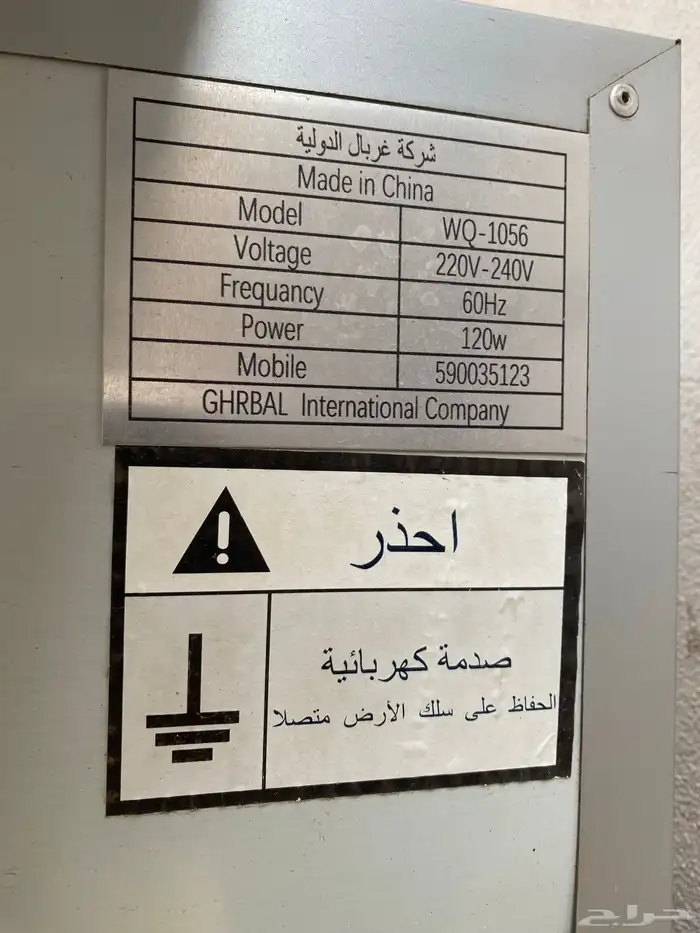 شركة غربال الدولية
Made in China
Model WQ-1056
Voltage 220V-240V
Frequancy 60Hz
Power 120w
Mobile 590035123
GHRBAL International Company
احذر
صدمة كهربائية
الحفاظ على سلك الأرض متصلا
حراج